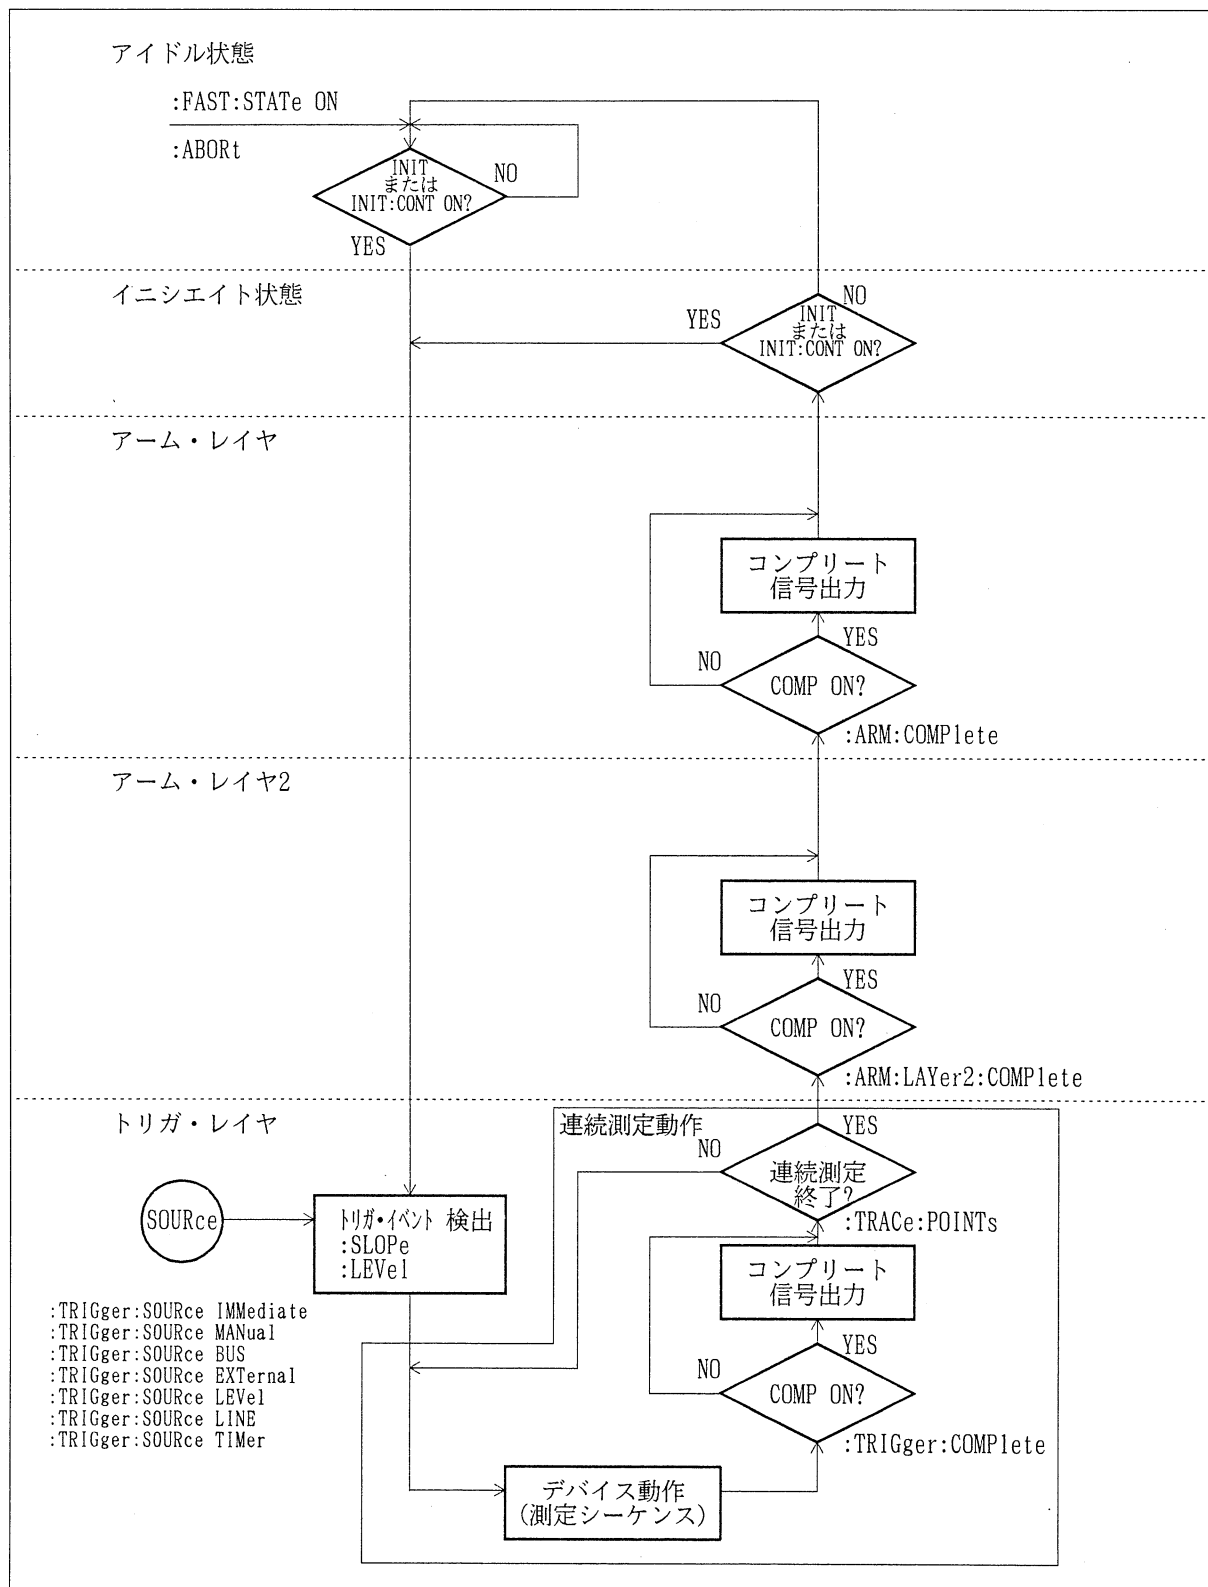 アイドル状態
:FAST:STATe ON
:ABORt
INIT
または
INIT:CONT ON?
NO
YES
イニシエイト状態
YES
NO
INIT
または
INIT:CONT ON?
アーム・レイヤ
コンプリート
信号出力
YES
NO
COMP ON?
:ARM:COMPlete
アーム・レイヤ2
コンプリート
信号出力
YES
NO
COMP ON?
:ARM:LAYer2:COMPlete
トリガ・レイヤ
連続測定動作
YES
NO
連続測定
終了?
:TRACe:POINTs
SOURce
トリガ・イベント 検出
:SLOPe
:LEVel
コンプリート
信号出力
:TRIGger:SOURce IMMediate
:TRIGger:SOURce MANual
:TRIGger:SOURce BUS
:TRIGger:SOURce EXTernal
:TRIGger:SOURce LEVel
:TRIGger:SOURce LINE
:TRIGger:SOURce TIMer
YES
NO
COMP ON?
:TRIGger:COMPlete
デバイス動作
(測定シーケンス)